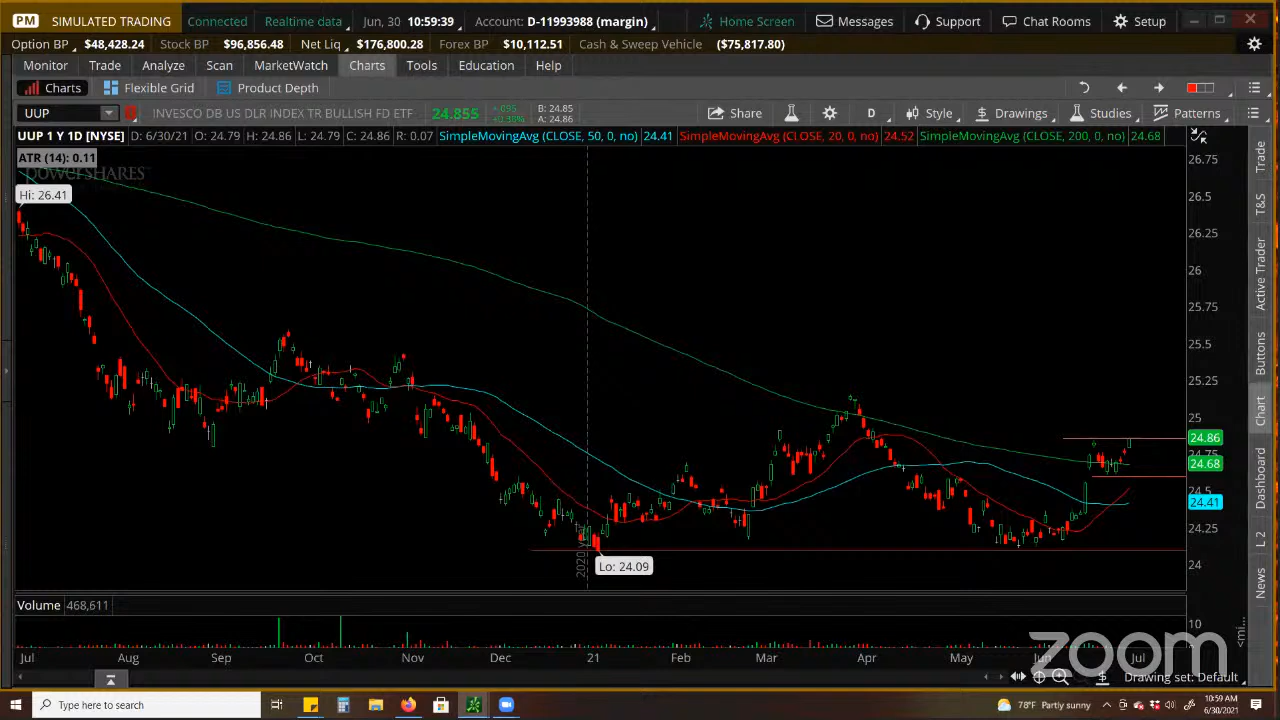 PM SIMULATED TRADING Connected Realtime data Jun, 30 10:59:39 Account: D-11993988 (margin) Home Screen Messages Support Chat Rooms Setup
Option BP $48,428.24 Stock BP $96,856.48 Net Liq $176,800.28 Forex BP $10,112.51 Cash & Sweep Vehicle ($75,817.80)
Monitor Trade Analyze Scan MarketWatch Charts Tools Education Help
Charts Flexible Grid Product Depth
UUP INVESCO DB US DLR INDEX TR BULLISH FD ETF 24.855 +.095 +0.38% B: 24.85 A: 24.86 Share D Style Drawings Studies Patterns
UUP 1 Y 1D [NYSE] D: 6/30/21 O: 24.79 H: 24.86 L: 24.79 C: 24.86 R: 0.07 SimpleMovingAvg (CLOSE, 50, 0, no) 24.41 SimpleMovingAvg (CLOSE, 20, 0, no) 24.52 SimpleMovingAvg (CLOSE, 200, 0, no) 24.68
ATR (14): 0.11
powerSHARES
Hi: 26.41
26.75
26.5
26.25
26
25.75
25.5
25.25
25
24.86
24.75
24.68
24.5
24.41
24.25
24
Lo: 24.09
2020 year
Trade
T&S
Active Trader
Buttons
Chart
Dashboard
L 2
News
Volume 468,611
10
<mi...
Jul Aug Sep Oct Nov Dec 21 Feb Mar Apr May Jun Jul
zoom
Drawing set: Default
Type here to search
78°F Partly sunny
10:59 AM
6/30/2021